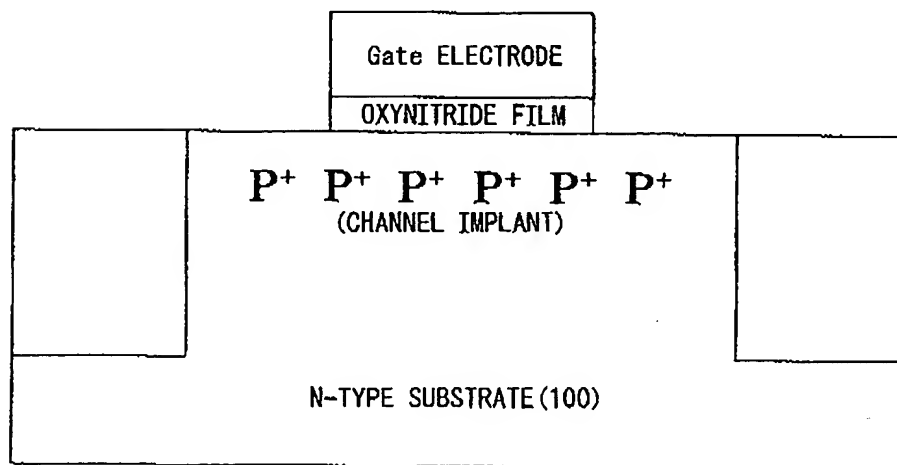 Gate ELECTRODE
OXYNITRIDE FILM
P+ P+ P+ P+ P+ P+
(CHANNEL IMPLANT)
N-TYPE SUBSTRATE(100)